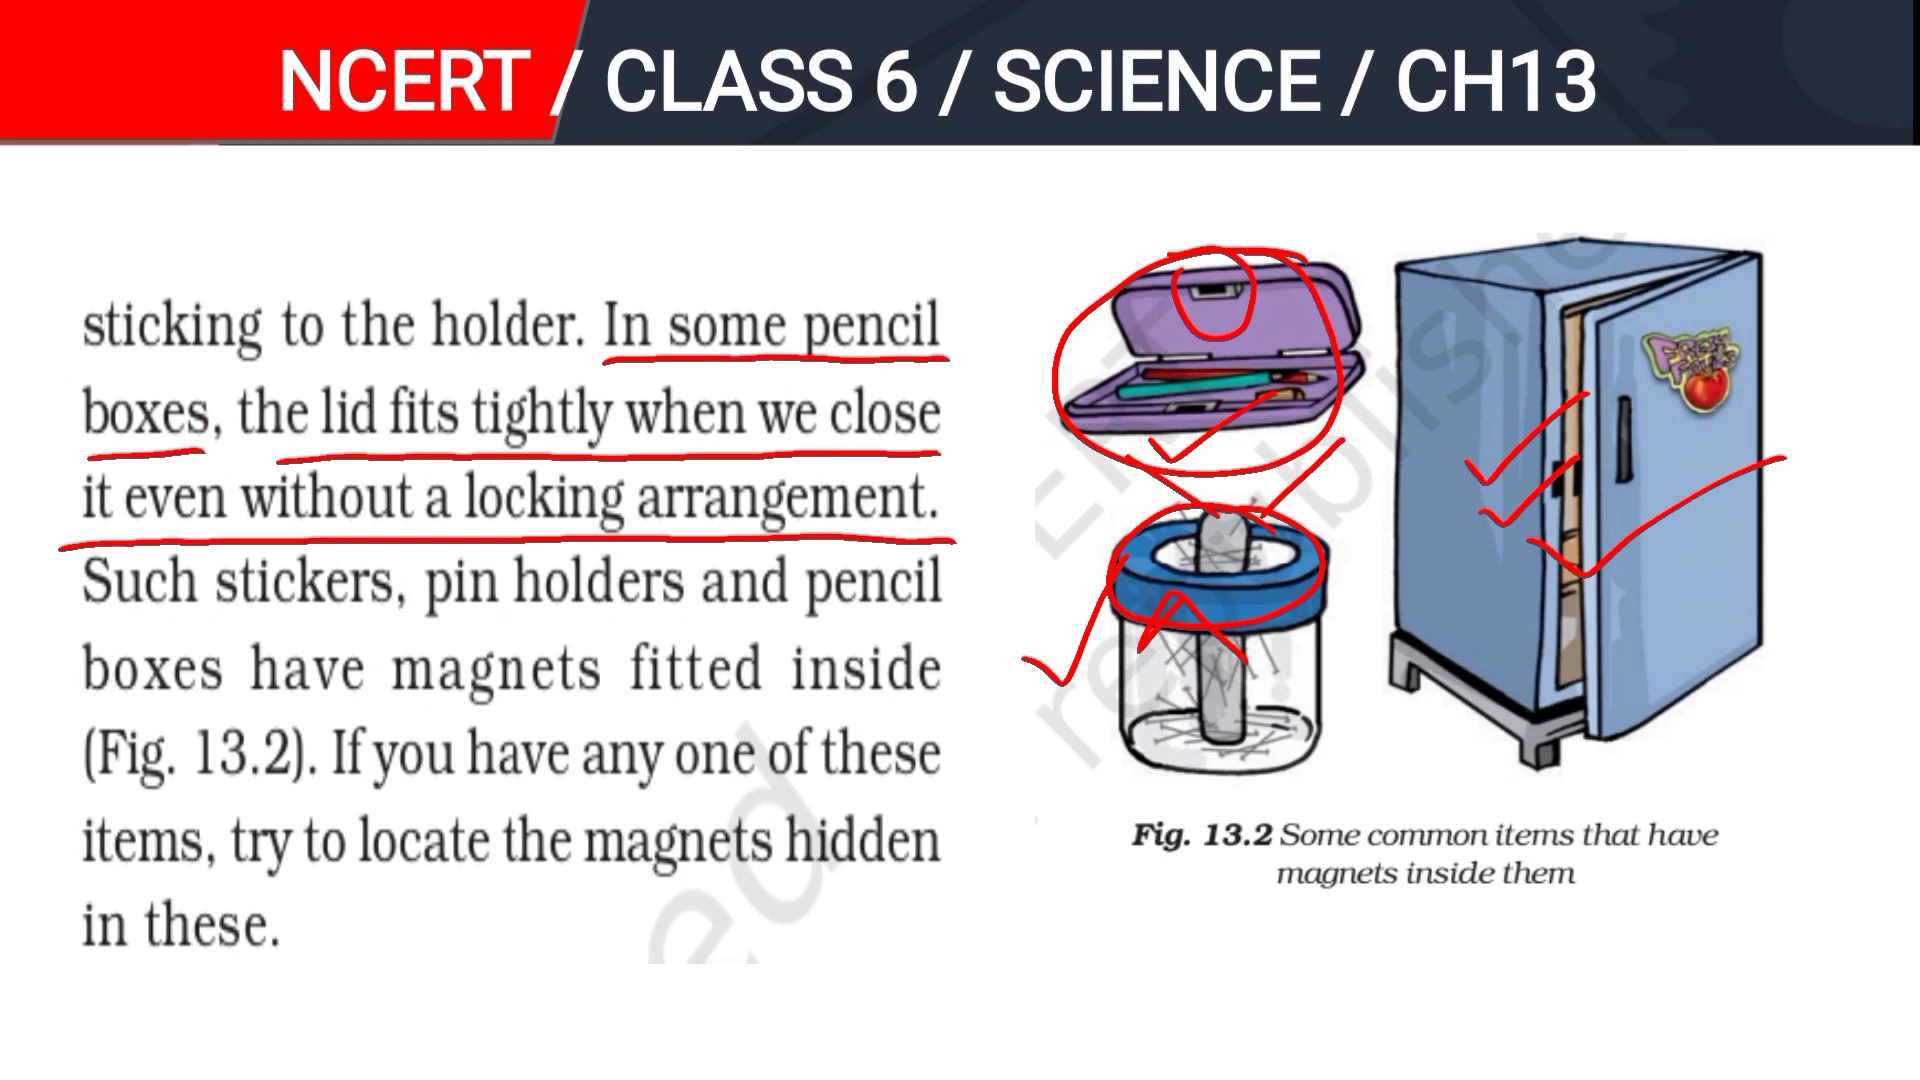 NCERT / CLASS 6 / SCIENCE / CH13
sticking to the holder. In some pencil
boxes, the lid fits tightly when we close
it even without a locking arrangement.
Such stickers, pin holders and pencil
boxes have magnets fitted inside
(Fig. 13.2). If you have any one of these
items, try to locate the magnets hidden
in these.
Fig. 13.2 Some common items that have
magnets inside them